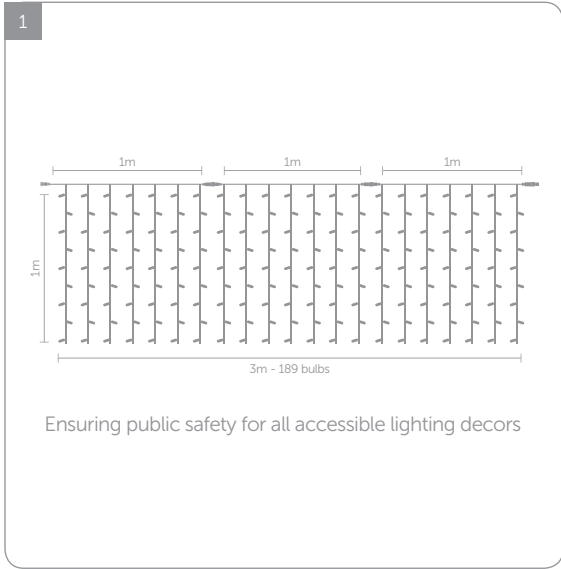 1
1m 1m 1m
1m
3m - 189 bulbs
Ensuring public safety for all accessible lighting decors